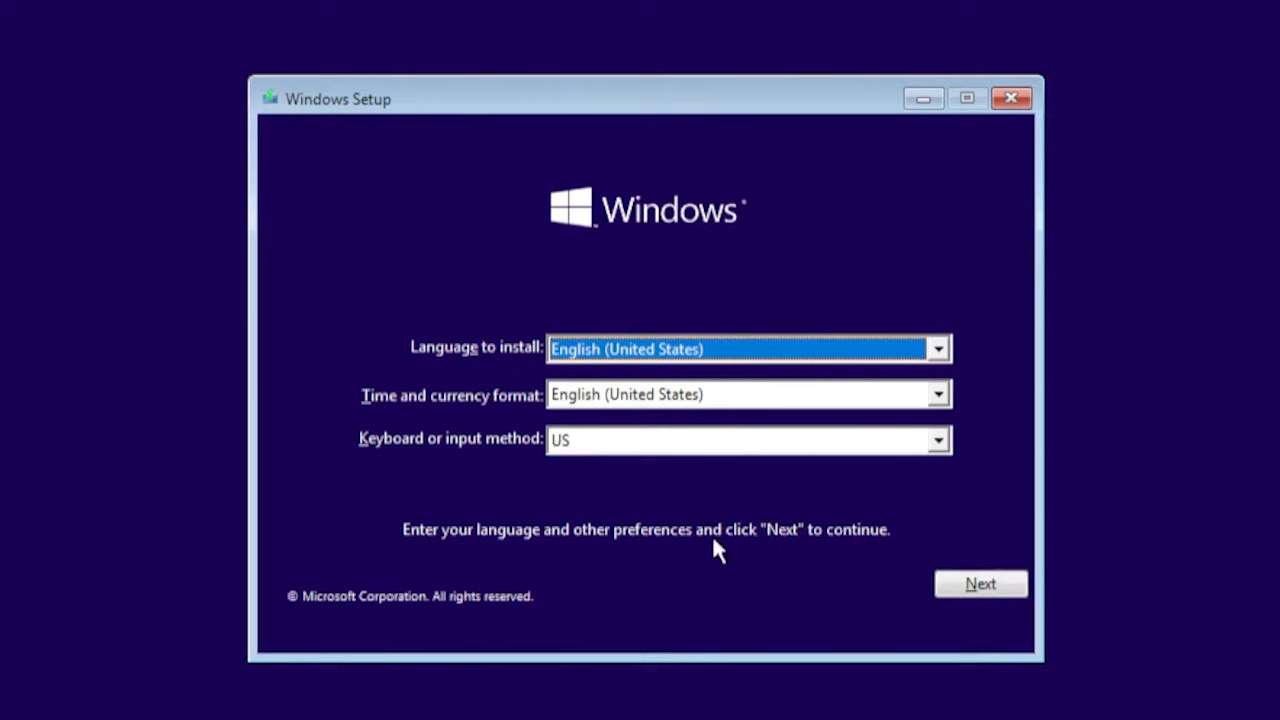 Windows Setup
Windows
Language to install: English (United States)
Time and currency format: English (United States)
Keyboard or input method: US
Enter your language and other preferences and click "Next" to continue.
Next
© Microsoft Corporation. All rights reserved.